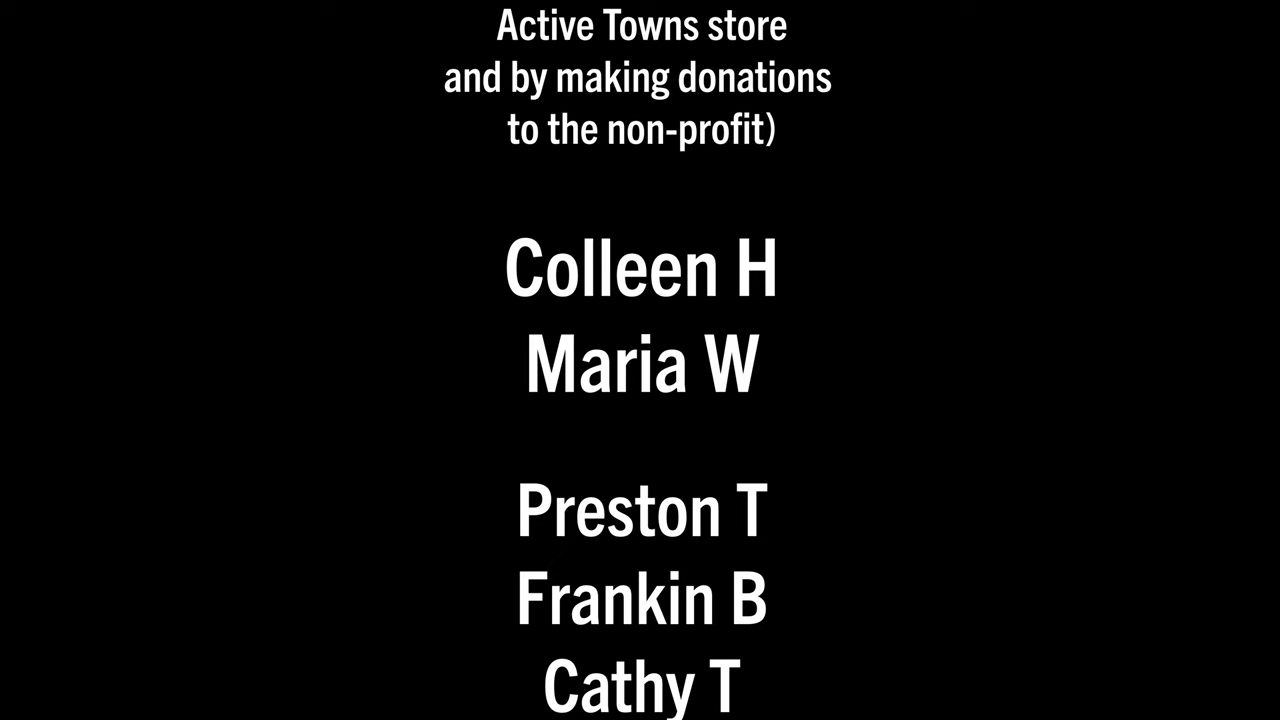 Active Towns store
and by making donations
to the non-profit)
Colleen H
Maria W
Preston T
Frankin B
Cathy T